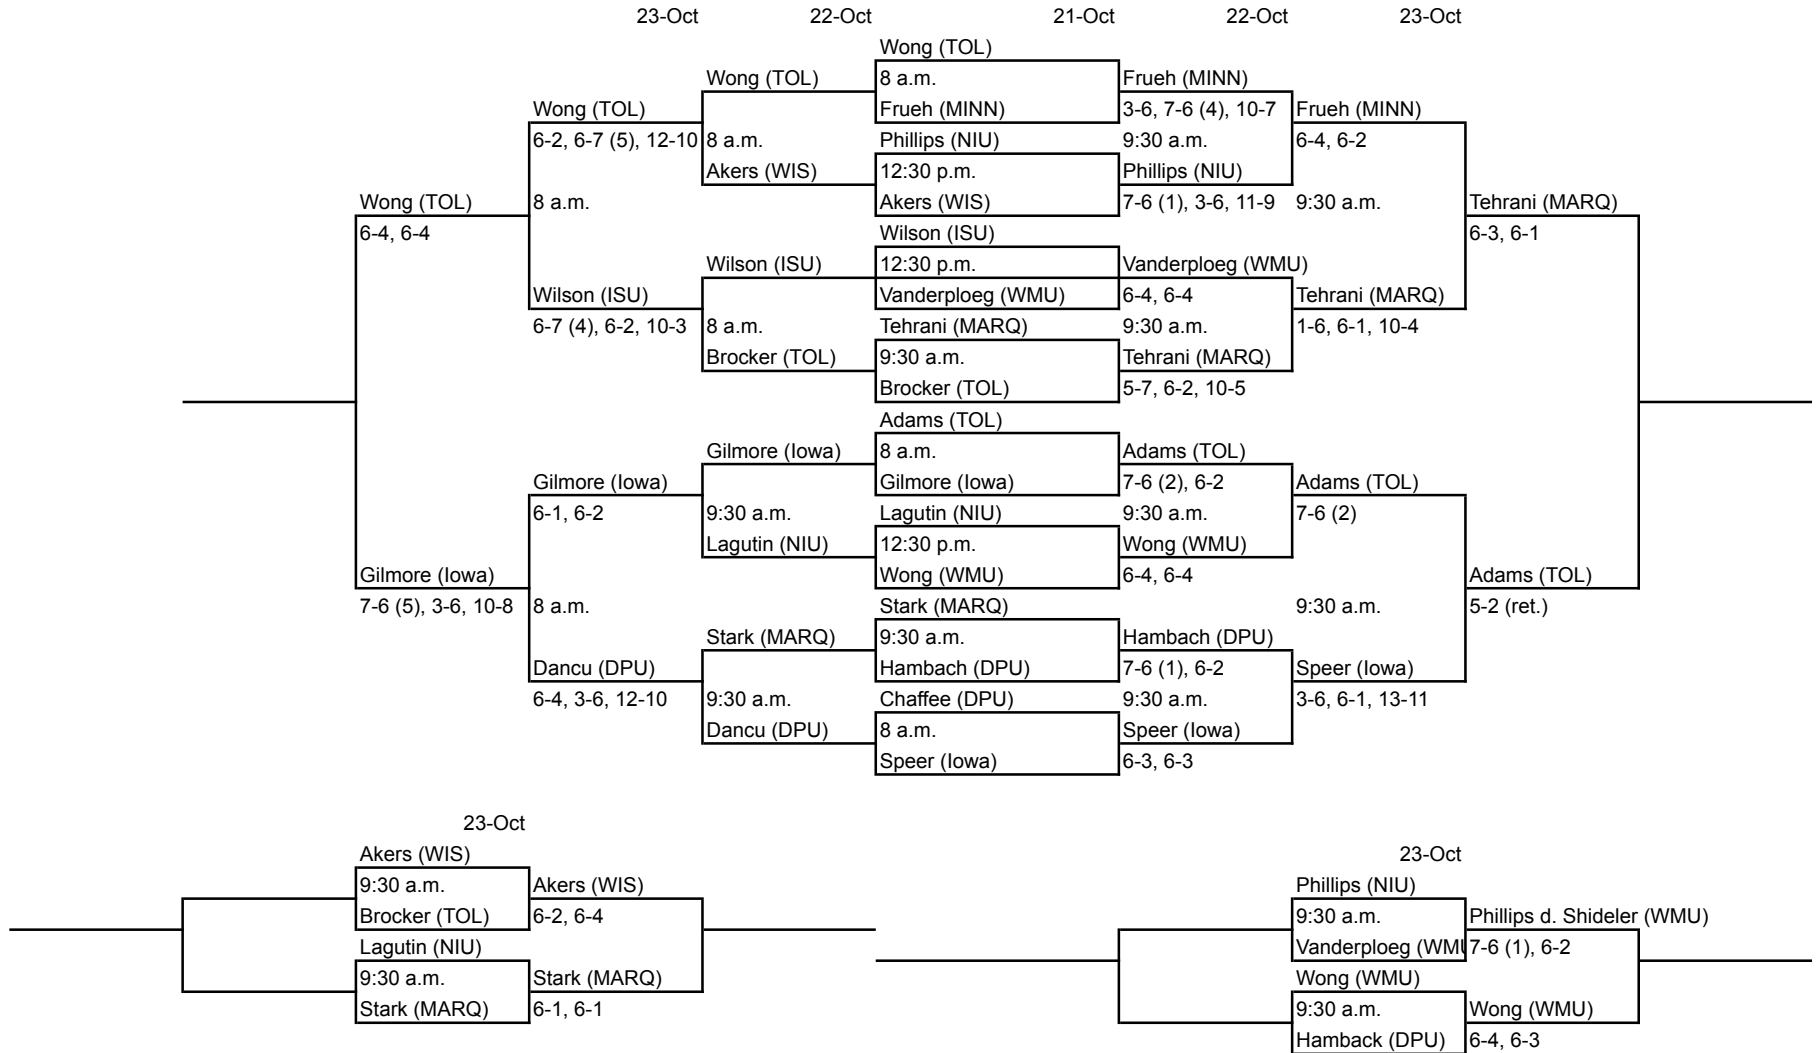 23-Oct 22-Oct 21-Oct 22-Oct 23-Oct
Wong (TOL)
Wong (TOL) 8 a.m. Frueh (MINN)
Wong (TOL) Frueh (MINN) 3-6, 7-6 (4), 10-7 Frueh (MINN)
6-2, 6-7 (5), 12-10 8 a.m. Phillips (NIU) 9:30 a.m. 6-4, 6-2
Akers (WIS) 12:30 p.m. Phillips (NIU)
Wong (TOL) 8 a.m. Akers (WIS) 7-6 (1), 3-6, 11-9 9:30 a.m. Tehrani (MARQ)
6-4, 6-4 Wilson (ISU) 6-3, 6-1
Wilson (ISU) 12:30 p.m. Vanderploeg (WMU)
Wilson (ISU) Vanderploeg (WMU) 6-4, 6-4 Tehrani (MARQ)
6-7 (4), 6-2, 10-3 8 a.m. Tehrani (MARQ) 9:30 a.m. 1-6, 6-1, 10-4
Brocker (TOL) 9:30 a.m. Tehrani (MARQ)
Brocker (TOL) 5-7, 6-2, 10-5
Adams (TOL)
Gilmore (Iowa) 8 a.m. Adams (TOL)
Gilmore (Iowa) Gilmore (Iowa) 7-6 (2), 6-2 Adams (TOL)
6-1, 6-2 9:30 a.m. Lagutin (NIU) 9:30 a.m. 7-6 (2)
Lagutin (NIU) 12:30 p.m. Wong (WMU)
Gilmore (Iowa) Wong (WMU) 6-4, 6-4 Adams (TOL)
7-6 (5), 3-6, 10-8 8 a.m. Stark (MARQ) 9:30 a.m. 5-2 (ret.)
Stark (MARQ) 9:30 a.m. Hambach (DPU)
Dancu (DPU) Hambach (DPU) 7-6 (1), 6-2 Speer (Iowa)
6-4, 3-6, 12-10 9:30 a.m. Chaffee (DPU) 9:30 a.m. 3-6, 6-1, 13-11
Dancu (DPU) 8 a.m. Speer (Iowa)
Speer (Iowa) 6-3, 6-3
23-Oct
Akers (WIS) 23-Oct
9:30 a.m. Akers (WIS) Phillips (NIU)
Brocker (TOL) 6-2, 6-4 9:30 a.m. Phillips d. Shideler (WMU)
Lagutin (NIU) Vanderploeg (WMU 7-6 (1), 6-2
9:30 a.m. Stark (MARQ) Wong (WMU)
Stark (MARQ) 6-1, 6-1 9:30 a.m. Wong (WMU)
Hamback (DPU) 6-4, 6-3